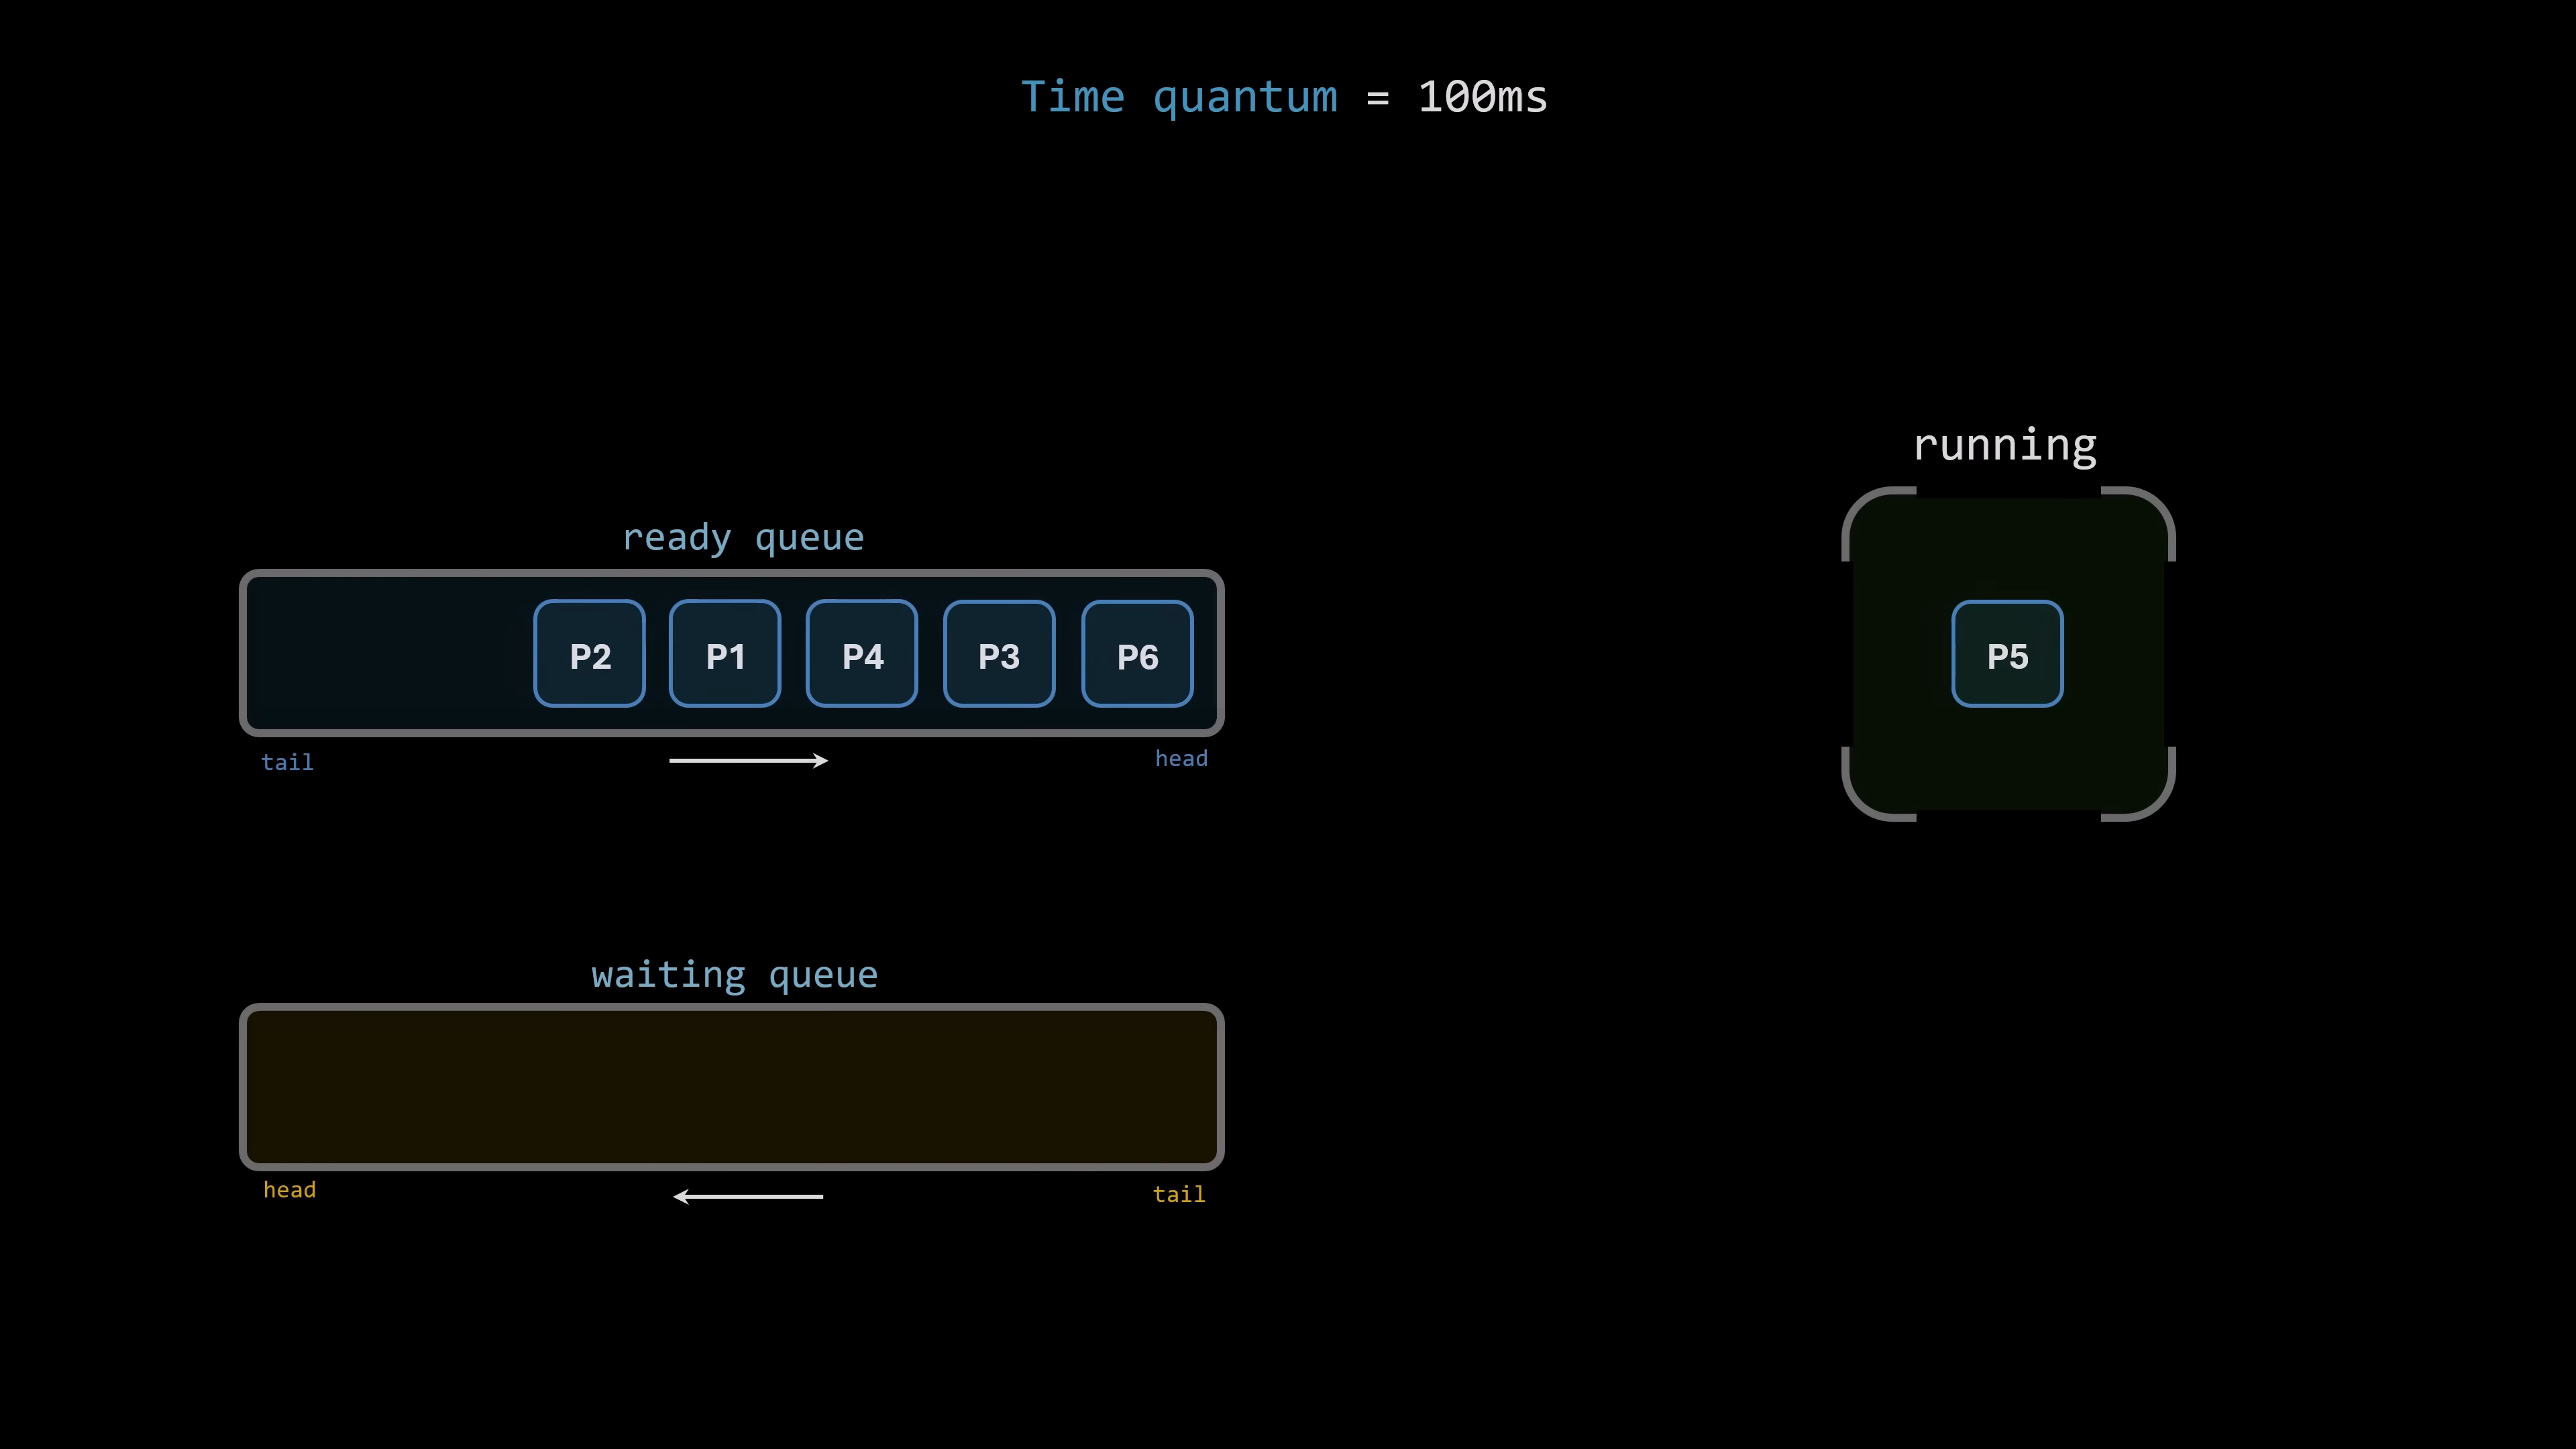 Time quantum = 100ms
running
ready queue
P2 P1 P4 P3 P6
P5
tail head
waiting queue
head tail